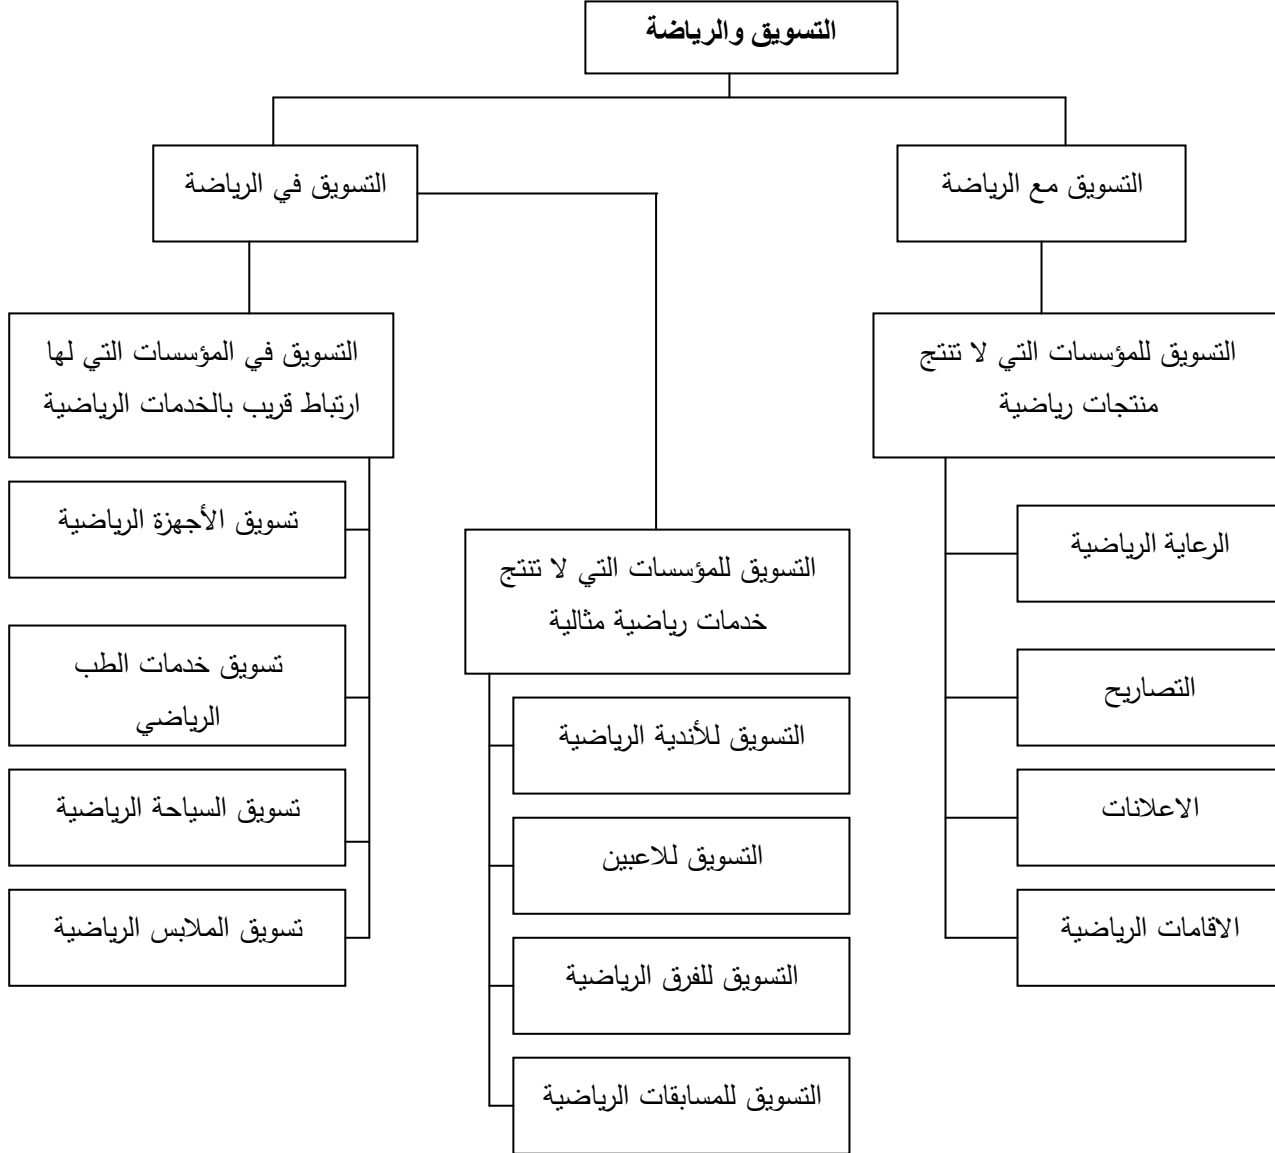 التسويق والرياضة
التسويق مع الرياضة
التسويق في الرياضة
التسويق للمؤسسات التي لا تنتج
منتجات رياضية
التسويق في المؤسسات التي لها
ارتباط قريب بالخدمات الرياضية
الرعاية الرياضية
التصاريح
الاعلانات
الاقامات الرياضية
التسويق للمؤسسات التي لا تنتج
خدمات رياضية مثالية
التسويق للأندية الرياضية
التسويق للاعبين
التسويق للفرق الرياضية
التسويق للمسابقات الرياضية
تسويق الأجهزة الرياضية
تسويق خدمات الطب
الرياضي
تسويق السياحة الرياضية
تسويق الملابس الرياضية